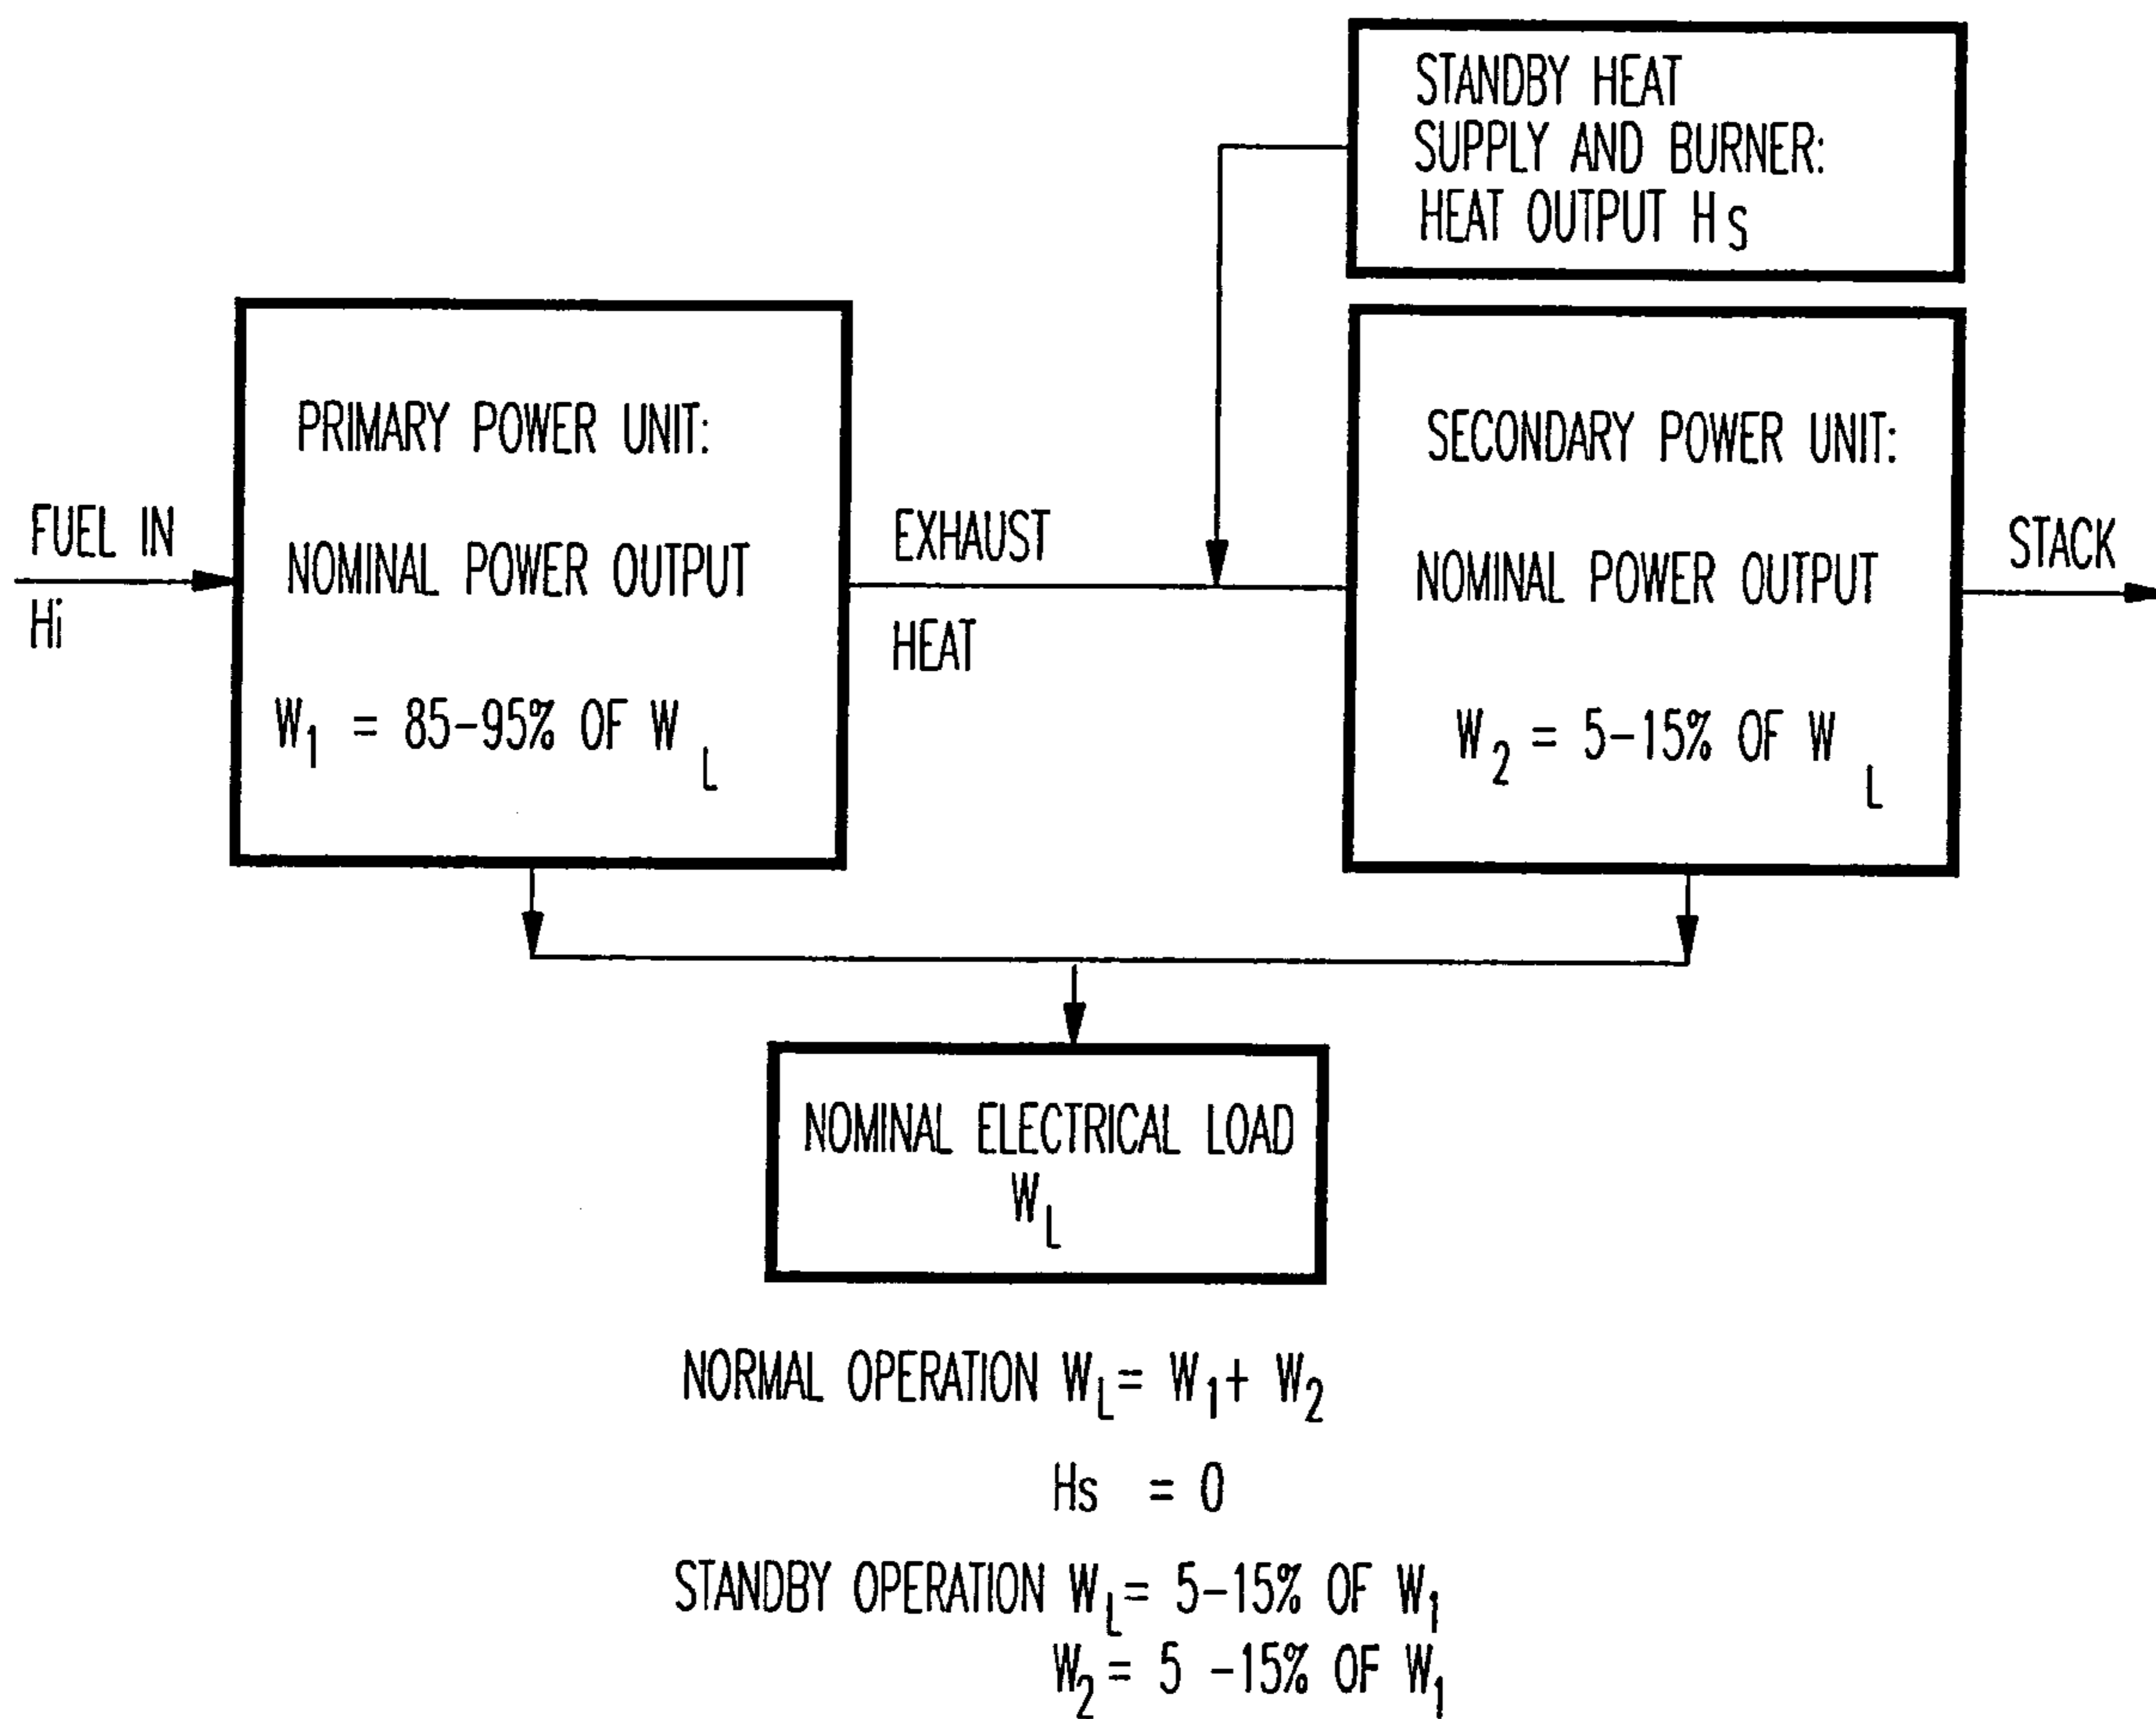 STANDBY HEAT
SUPPLY AND BURNER:
HEAT OUTPUT HS
PRIMARY POWER UNIT:
NOMINAL POWER OUTPUT
W1 = 85-95% OF WL
FUEL IN
Hi
EXHAUST
HEAT
SECONDARY POWER UNIT:
NOMINAL POWER OUTPUT
W2 = 5-15% OF WL
STACK
NOMINAL ELECTRICAL LOAD
WL
NORMAL OPERATION WL= W1+ W2
Hs = 0
STANDBY OPERATION WL= 5-15% OF W1
W2= 5 -15% OF W1